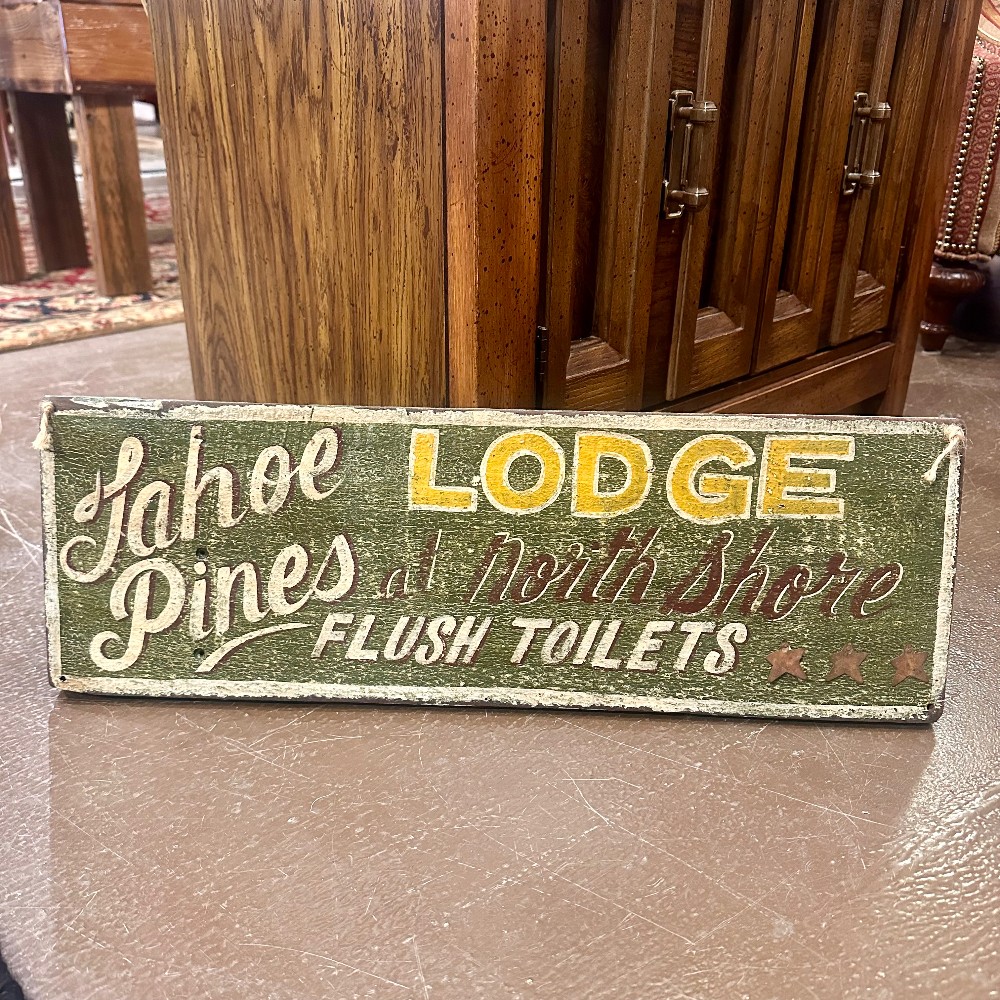 Tahoe LODGE
Pines at North Shore
FLUSH TOILETS